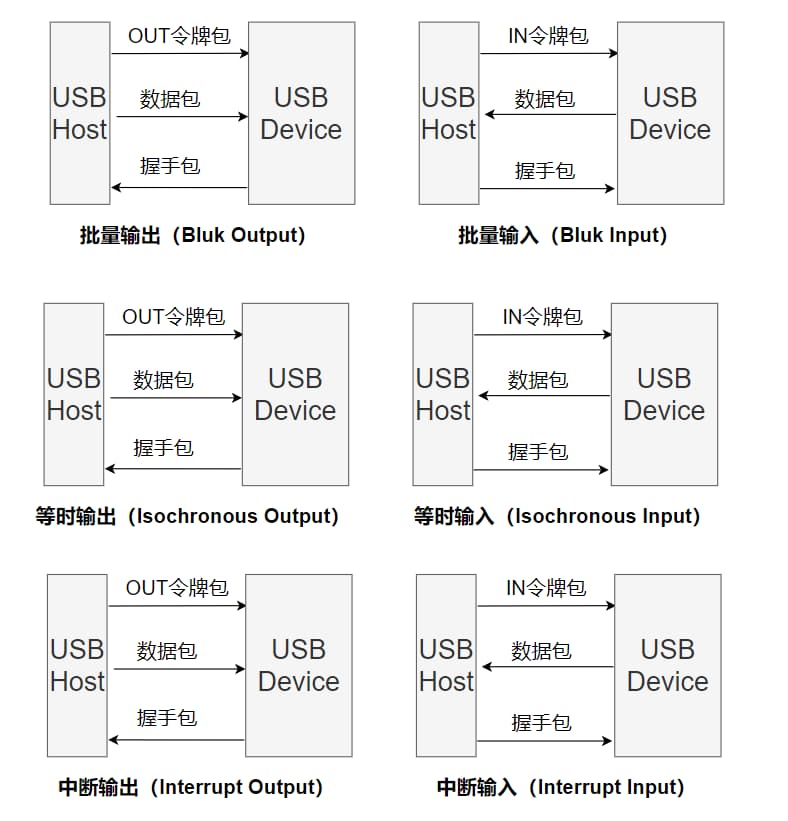 OUT令牌包
USB
Host
数据包
USB
Device
握手包
批量输出（Bluk Output）
IN令牌包
USB
Host
数据包
USB
Device
握手包
批量输入（Bluk Input）
OUT令牌包
USB
Host
数据包
USB
Device
握手包
等时输出（Isochronous Output）
IN令牌包
USB
Host
数据包
USB
Device
握手包
等时输入（Isochronous Input）
OUT令牌包
USB
Host
数据包
USB
Device
握手包
中断输出（Interrupt Output）
IN令牌包
USB
Host
数据包
USB
Device
握手包
中断输入（Interrupt Input）